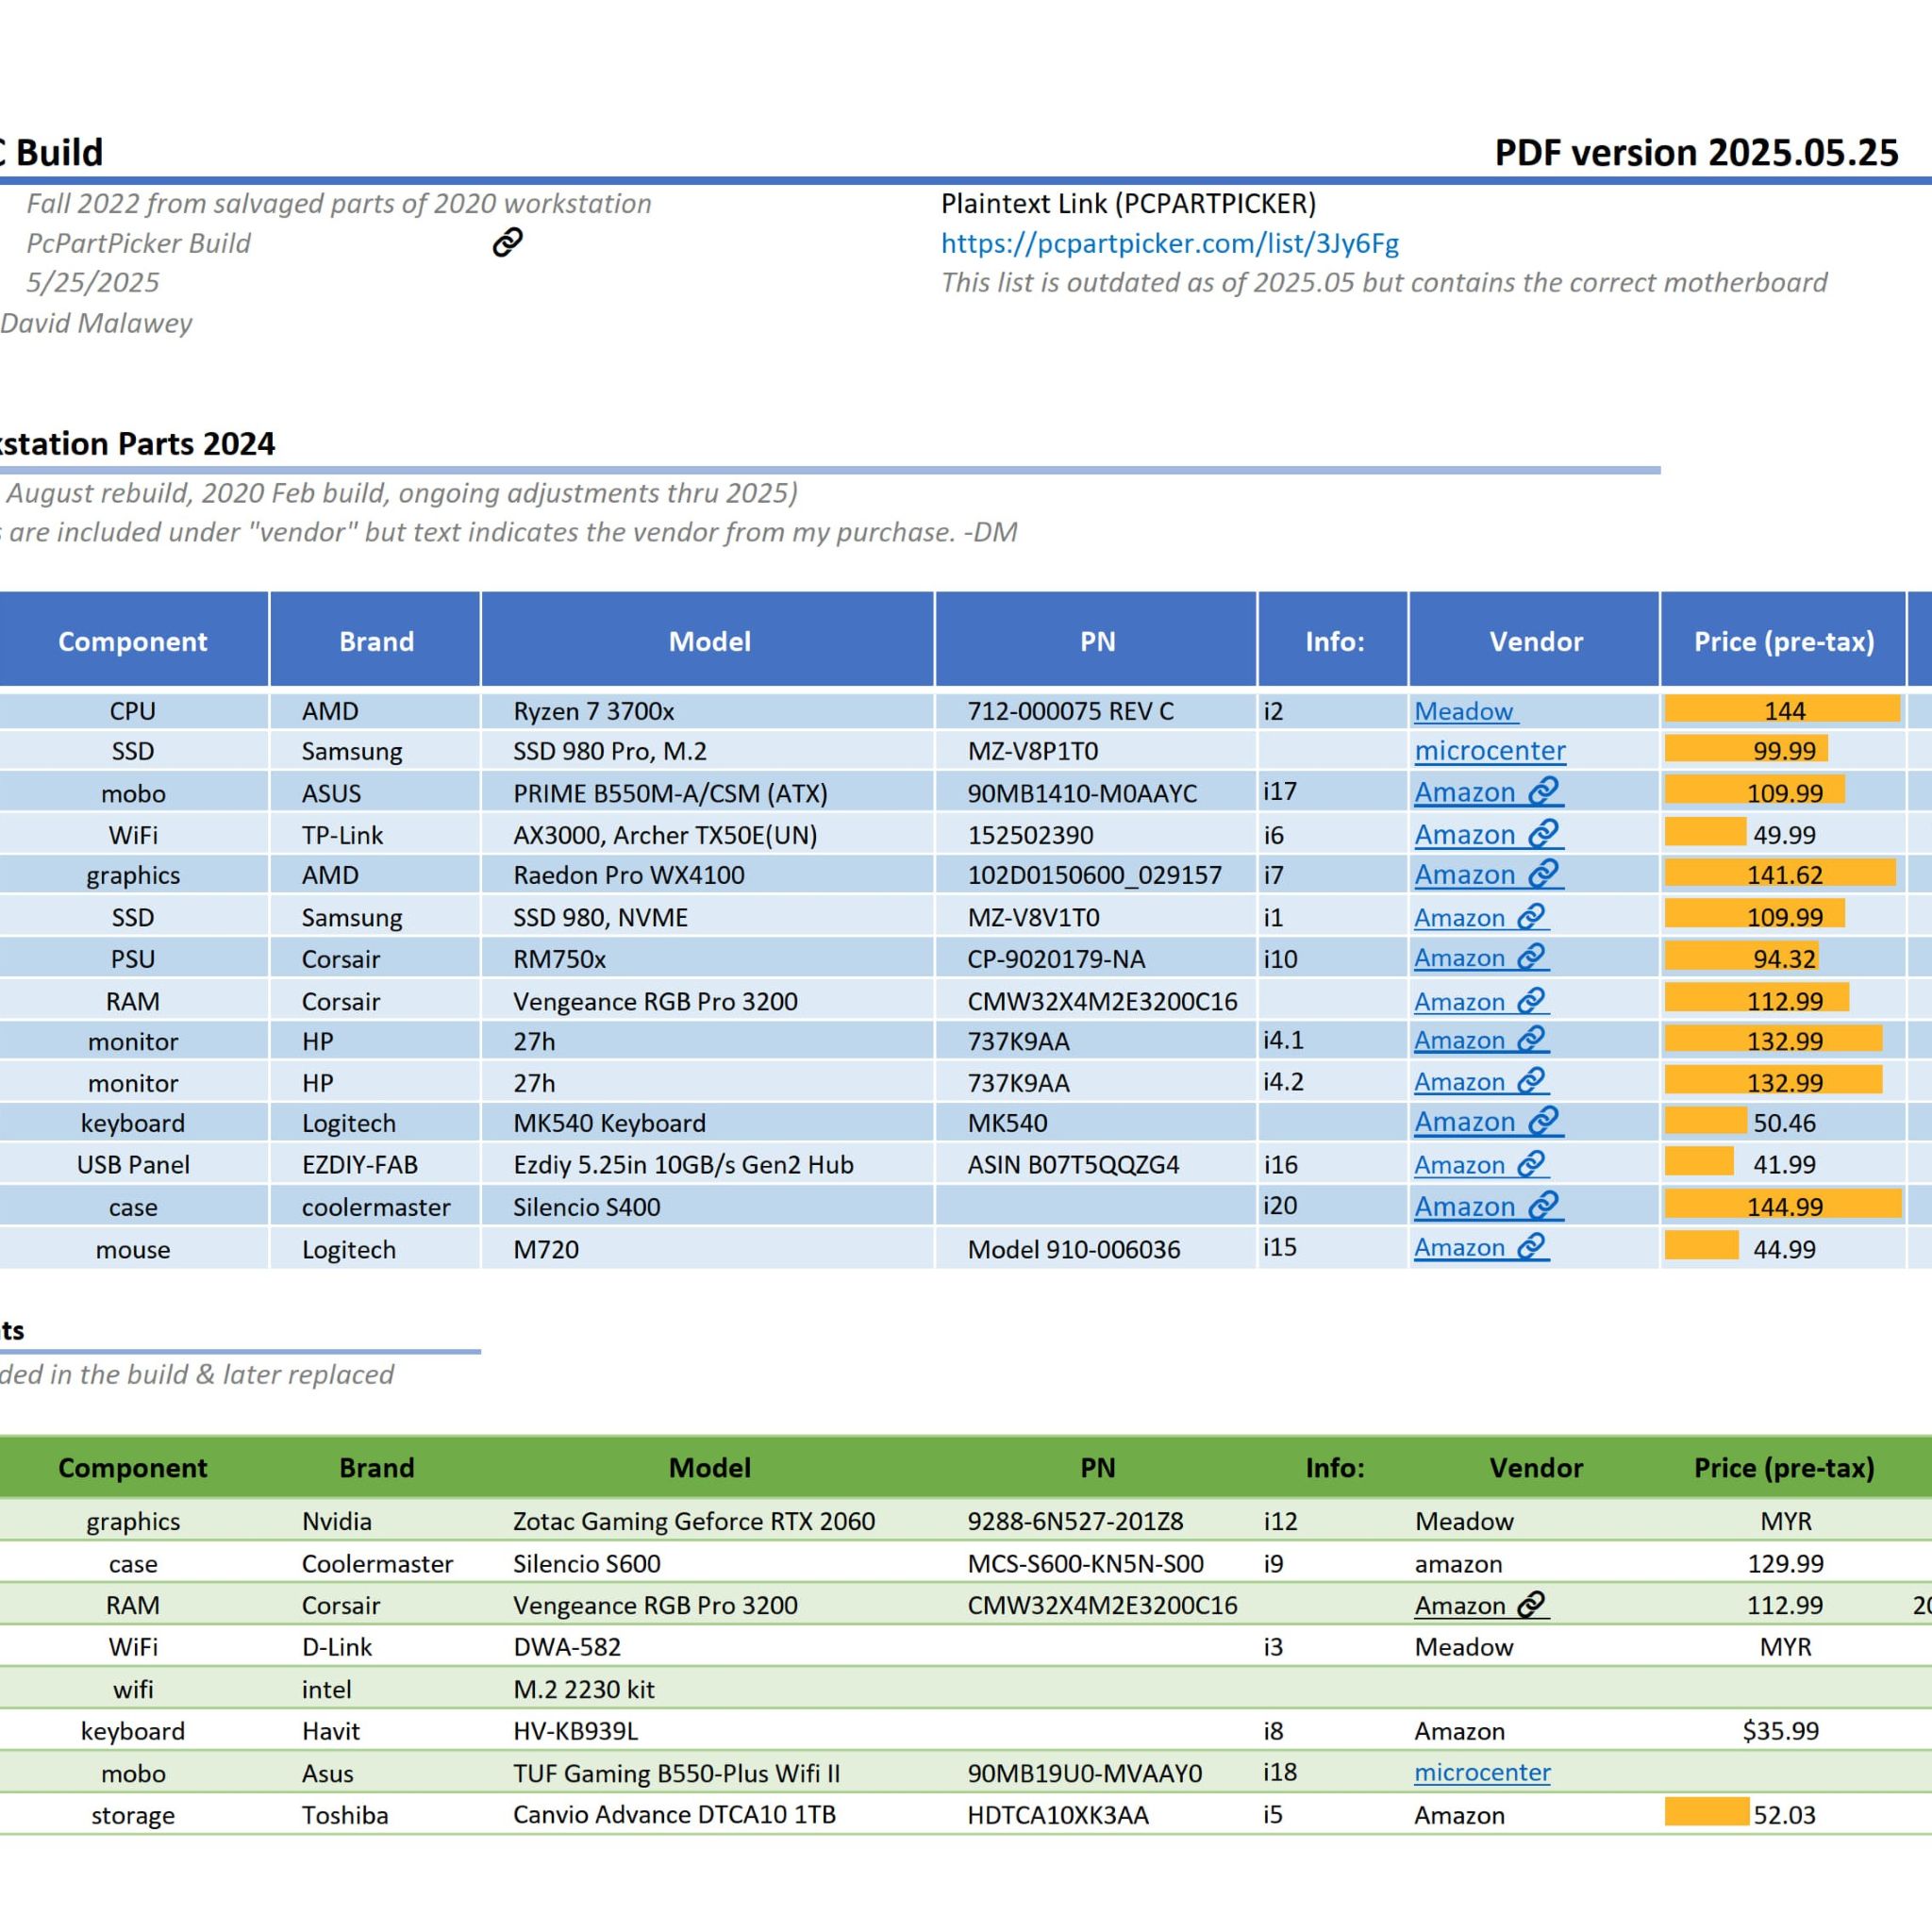 C Build PDF version 2025.05.25
Fall 2022 from salvaged parts of 2020 workstation Plaintext Link (PCPARTPICKER)
PcPartPicker Build https://pcpartpicker.com/list/3Jy6Fg
5/25/2025 This list is outdated as of 2025.05 but contains the correct motherboard
David Malawey
kstation Parts 2024
August rebuild, 2020 Feb build, ongoing adjustments thru 2025)
s are included under "vendor" but text indicates the vendor from my purchase. -DM
Component Brand Model PN Info: Vendor Price (pre-tax)
CPU AMD Ryzen 7 3700x 712-000075 REV C i2 Meadow 144
SSD Samsung SSD 980 Pro, M.2 MZ-V8P1T0 microcenter 99.99
mobo ASUS PRIME B550M-A/CSM (ATX) 90MB1410-M0AAYC i17 Amazon 109.99
WiFi TP-Link AX3000, Archer TX50E(UN) 152502390 i6 Amazon 49.99
graphics AMD Raedon Pro WX4100 102D0150600_029157 i7 Amazon 141.62
SSD Samsung SSD 980, NVME MZ-V8V1T0 i1 Amazon 109.99
PSU Corsair RM750x CP-9020179-NA i10 Amazon 94.32
RAM Corsair Vengeance RGB Pro 3200 CMW32X4M2E3200C16 Amazon 112.99
monitor HP 27h 737K9AA i4.1 Amazon 132.99
monitor HP 27h 737K9AA i4.2 Amazon 132.99
keyboard Logitech MK540 Keyboard MK540 Amazon 50.46
USB Panel EZDIY-FAB Ezdiy 5.25in 10GB/s Gen2 Hub ASIN B07T5QQZG4 i16 Amazon 41.99
case coolermaster Silencio S400 i20 Amazon 144.99
mouse Logitech M720 Model 910-006036 i15 Amazon 44.99
ts
ded in the build & later replaced
Component Brand Model PN Info: Vendor Price (pre-tax)
graphics Nvidia Zotac Gaming Geforce RTX 2060 9288-6N527-201Z8 i12 Meadow MYR
case Coolermaster Silencio S600 MCS-S600-KN5N-S00 i9 amazon 129.99
RAM Corsair Vengeance RGB Pro 3200 CMW32X4M2E3200C16 Amazon 112.99 20
WiFi D-Link DWA-582 i3 Meadow MYR
wifi intel M.2 2230 kit
keyboard Havit HV-KB939L i8 Amazon $35.99
mobo Asus TUF Gaming B550-Plus Wifi II 90MB19U0-MVAAY0 i18 microcenter
storage Toshiba Canvio Advance DTCA10 1TB HDTCA10XK3AA i5 Amazon 52.03